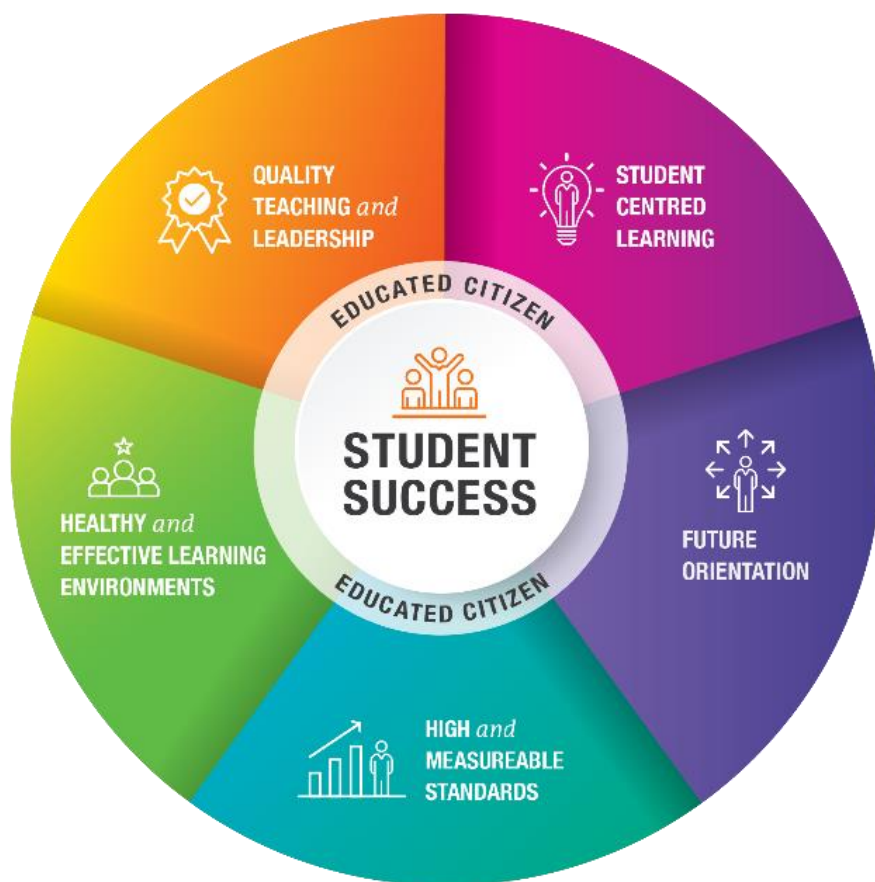 QUALITY
TEACHING and
LEADERSHIP
STUDENT
CENTRED
LEARNING
EDUCATED CITIZEN
STUDENT
SUCCESS
EDUCATED CITIZEN
HEALTHY and
EFFECTIVE LEARNING
ENVIRONMENTS
FUTURE
ORIENTATION
HIGH and
MEASUREABLE
STANDARDS